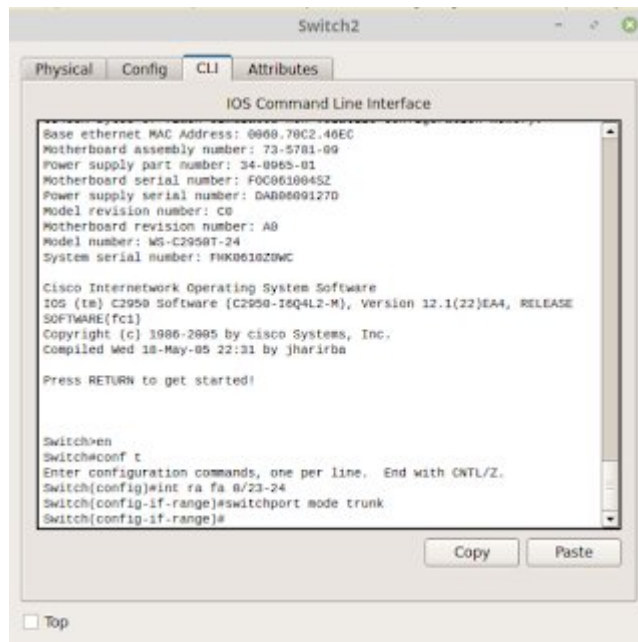 Switch2
Physical Config CLI Attributes
IOS Command Line Interface
Base ethernet MAC Address: 0060.70C2.46EC
Motherboard assembly number: 73-5781-09
Power supply part number: 34-0965-01
Motherboard serial number: FOC061004SZ
Power supply serial number: DAB0609127D
Model revision number: C0
Motherboard revision number: A0
Model number: WS-C2950T-24
System serial number: FHK0610Z0WC
Cisco Internetwork Operating System Software
IOS (tm) C2950 Software (C2950-I6Q4L2-M), Version 12.1(22)EA4, RELEASE
SOFTWARE(fc1)
Copyright (c) 1986-2005 by cisco Systems, Inc.
Compiled Wed 18-May-05 22:31 by jharirba
Press RETURN to get started!
Switch>en
Switch#conf t
Enter configuration commands, one per line. End with CNTL/Z.
Switch(config)#int ra fa 0/23-24
Switch(config-if-range)#switchport mode trunk
Switch(config-if-range)#
Copy Paste
Top